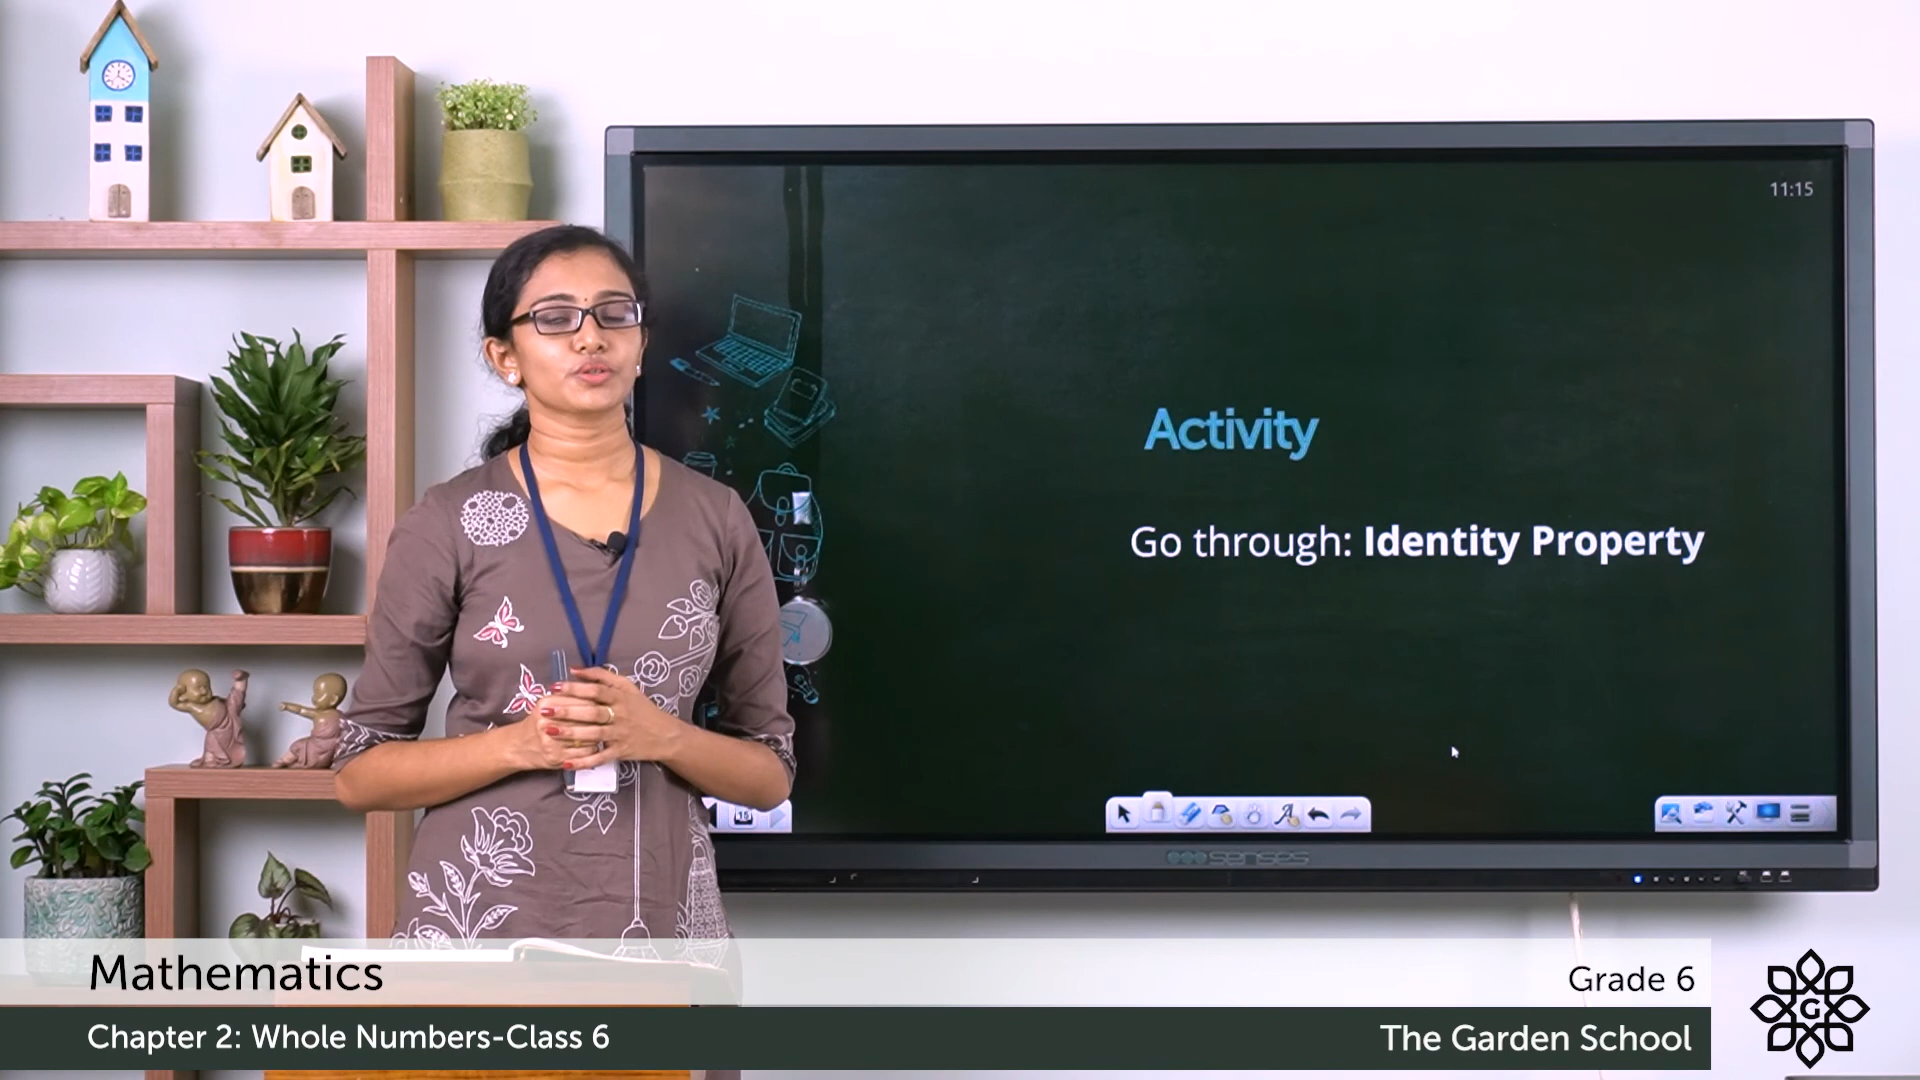 11:15
Activity
Go through: Identity Property
senses
Mathematics
Grade 6
Chapter 2: Whole Numbers-Class 6
The Garden School
G